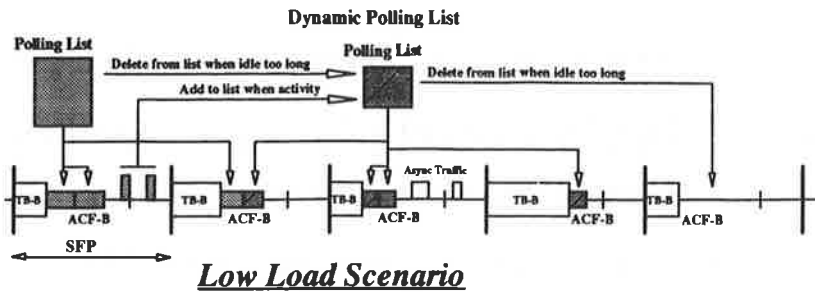 Dynamic Polling List
Polling List
Polling List
Delete from list when idle too long
Delete from list when idle too long
Add to list when activity
Async Traffic
TB-B
TB-B
TB-B
TB-B
TB-B
ACF-B
ACF-B
ACF-B
ACF-B
ACF-B
SFP
Low Load Scenario